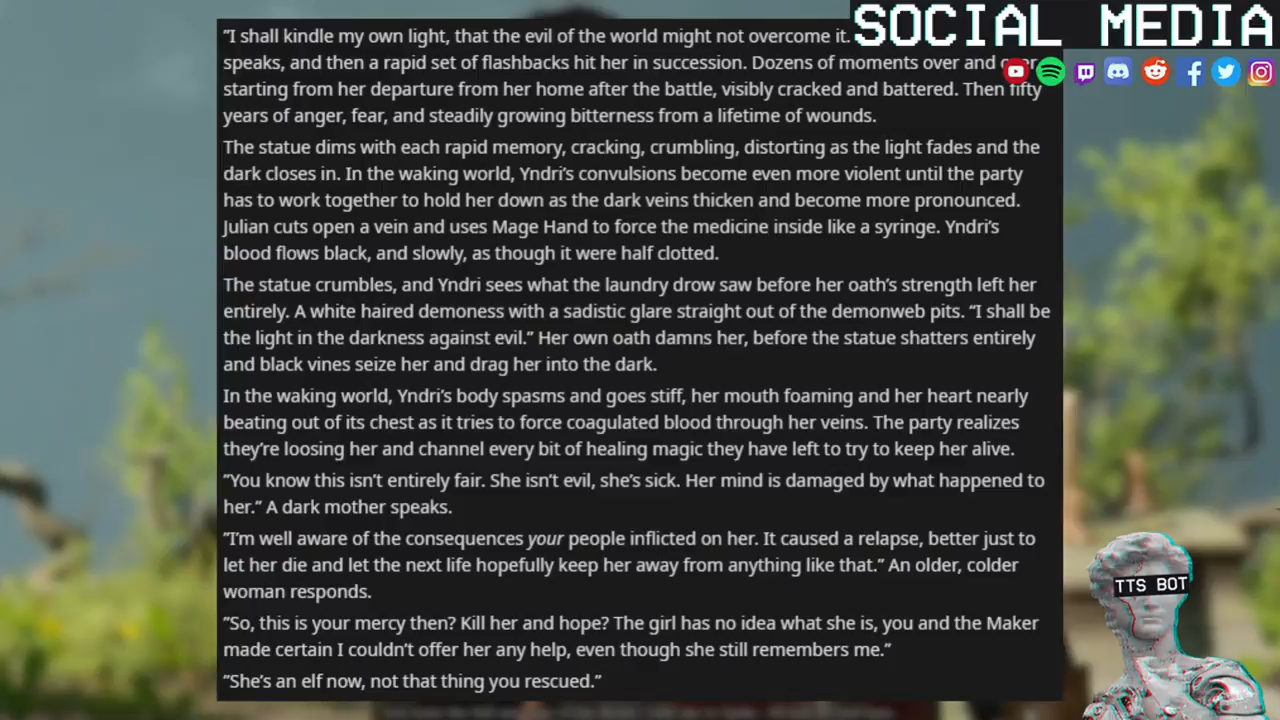 SOCIAL MEDIA
"I shall kindle my own light, that the evil of the world might not overcome it.
speaks, and then a rapid set of flashbacks hit her in succession. Dozens of moments over and over
starting from her departure from her home after the battle, visibly cracked and battered. Then fifty
years of anger, fear, and steadily growing bitterness from a lifetime of wounds.
The statue dims with each rapid memory, cracking, crumbling, distorting as the light fades and the
dark closes in. In the waking world, Yndri's convulsions become even more violent until the party
has to work together to hold her down as the dark veins thicken and become more pronounced.
Julian cuts open a vein and uses Mage Hand to force the medicine inside like a syringe. Yndri's
blood flows black, and slowly, as though it were half clotted.
The statue crumbles, and Yndri sees what the laundry drow saw before her oath's strength left her
entirely. A white haired demoness with a sadistic glare straight out of the demonweb pits. "I shall be
the light in the darkness against evil." Her own oath damns her, before the statue shatters entirely
and black vines seize her and drag her into the dark.
In the waking world, Yndri's body spasms and goes stiff, her mouth foaming and her heart nearly
beating out of its chest as it tries to force coagulated blood through her veins. The party realizes
they're loosing her and channel every bit of healing magic they have left to try to keep her alive.
"You know this isn't entirely fair. She isn't evil, she's sick. Her mind is damaged by what happened to
her." A dark mother speaks.
"I'm well aware of the consequences your people inflicted on her. It caused a relapse, better just to
let her die and let the next life hopefully keep her away from anything like that." An older, colder
woman responds.
"So, this is your mercy then? Kill her and hope? The girl has no idea what she is, you and the Maker
made certain I couldn't offer her any help, even though she still remembers me."
"She's an elf now, not that thing you rescued."
TTS BOT